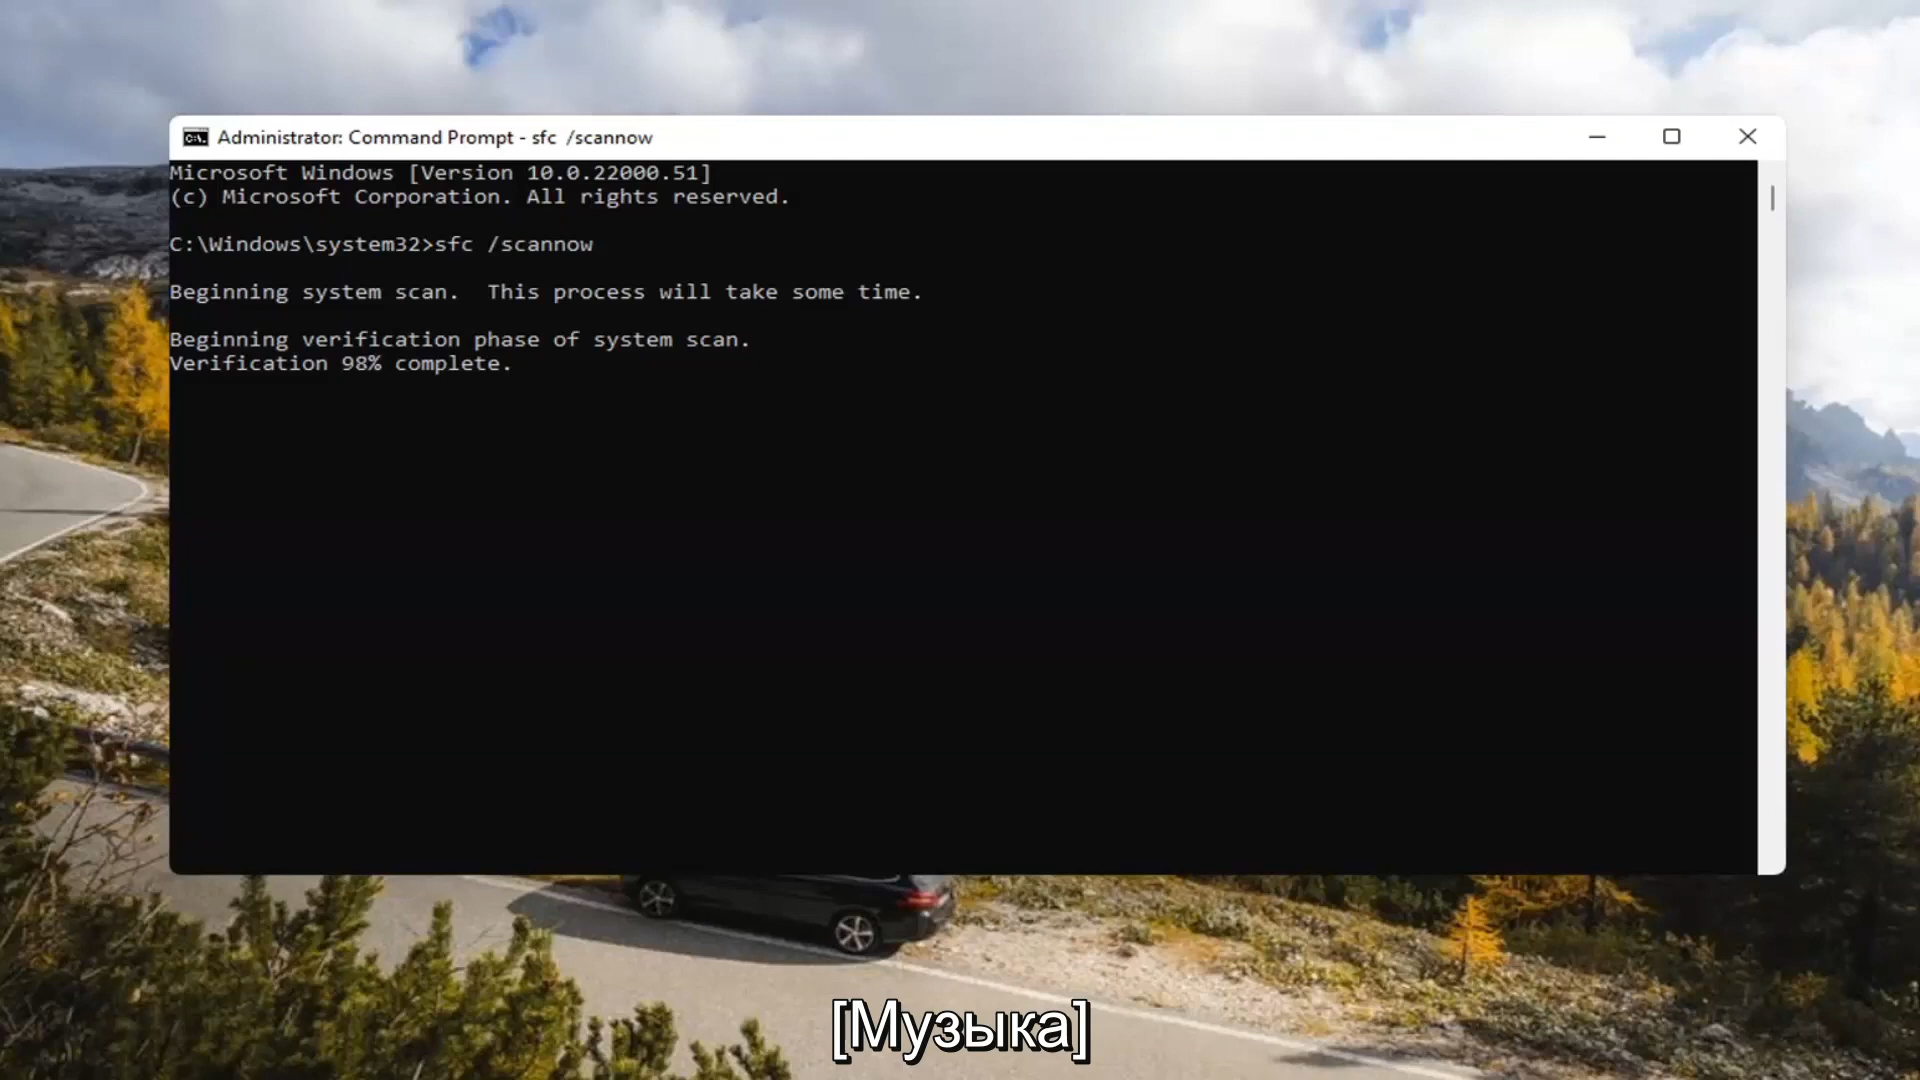 Administrator: Command Prompt - sfc  /scannow
Microsoft Windows [Version 10.0.22000.51]
(c) Microsoft Corporation. All rights reserved.
C:\Windows\system32>sfc /scannow
Beginning system scan.  This process will take some time.
Beginning verification phase of system scan.
Verification 98% complete.
[Музыка]